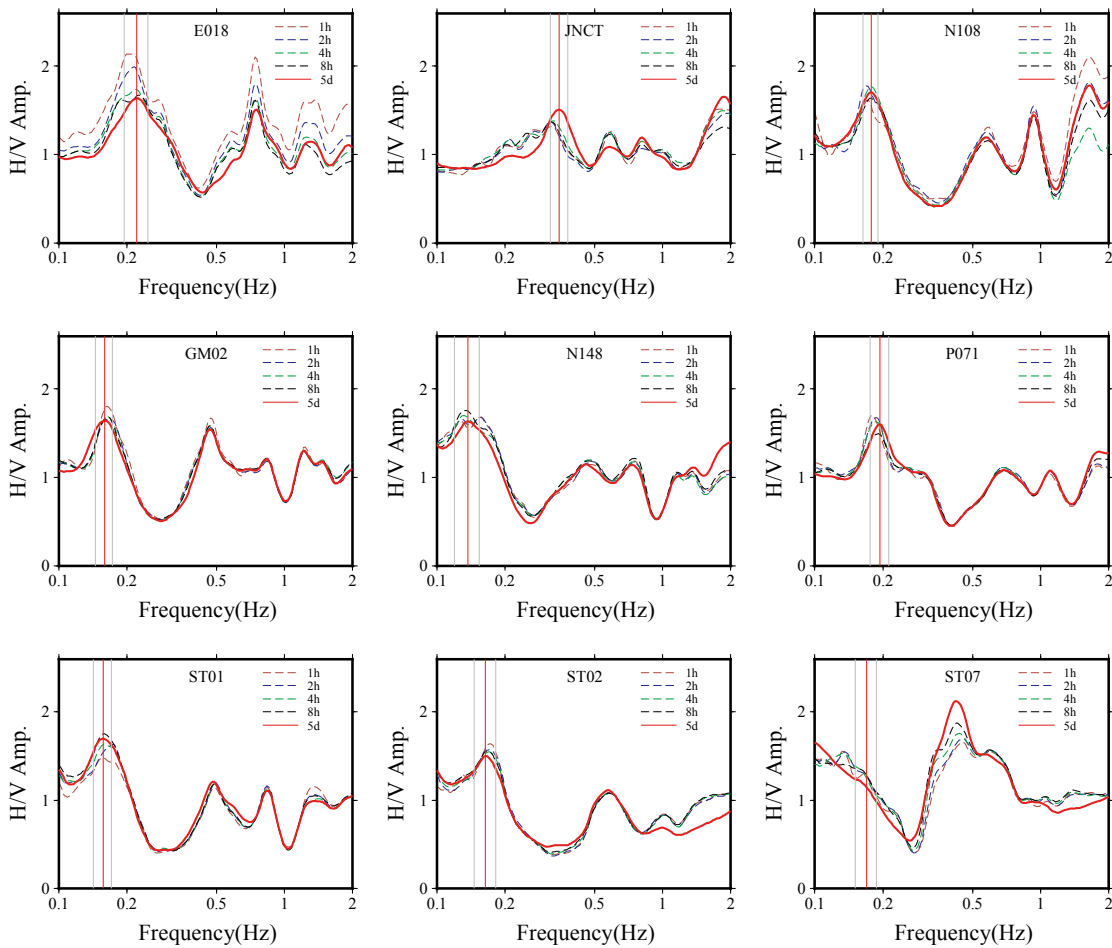 E018
1h
2h
4h
8h
5d
H/V Amp.
0
1
2
0.1 0.2 0.5 1 2
Frequency(Hz)
JNCT
1h
2h
4h
8h
5d
H/V Amp.
0
1
2
0.1 0.2 0.5 1 2
Frequency(Hz)
N108
1h
2h
4h
8h
5d
H/V Amp.
0
1
2
0.1 0.2 0.5 1 2
Frequency(Hz)
GM02
1h
2h
4h
8h
5d
H/V Amp.
0
1
2
0.1 0.2 0.5 1 2
Frequency(Hz)
N148
1h
2h
4h
8h
5d
H/V Amp.
0
1
2
0.1 0.2 0.5 1 2
Frequency(Hz)
P071
1h
2h
4h
8h
5d
H/V Amp.
0
1
2
0.1 0.2 0.5 1 2
Frequency(Hz)
ST01
1h
2h
4h
8h
5d
H/V Amp.
0
1
2
0.1 0.2 0.5 1 2
Frequency(Hz)
ST02
1h
2h
4h
8h
5d
H/V Amp.
0
1
2
0.1 0.2 0.5 1 2
Frequency(Hz)
ST07
1h
2h
4h
8h
5d
H/V Amp.
0
1
2
0.1 0.2 0.5 1 2
Frequency(Hz)